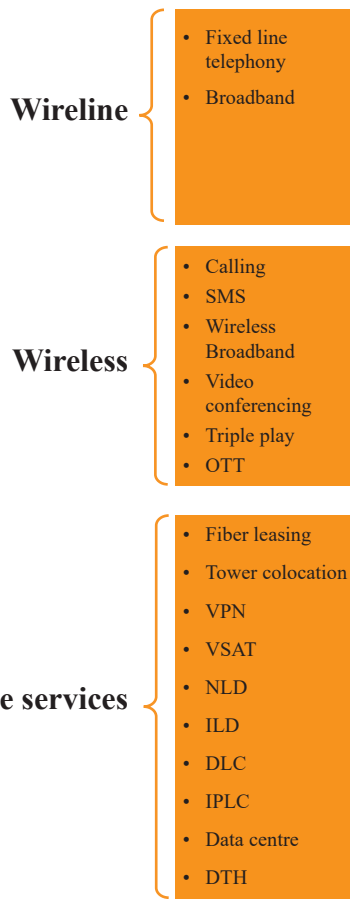 Wireline
• Fixed line
telephony
• Broadband
Wireless
• Calling
• SMS
• Wireless
Broadband
• Video
conferencing
• Triple play
• OTT
e services
• Fiber leasing
• Tower colocation
• VPN
• VSAT
• NLD
• ILD
• DLC
• IPLC
• Data centre
• DTH